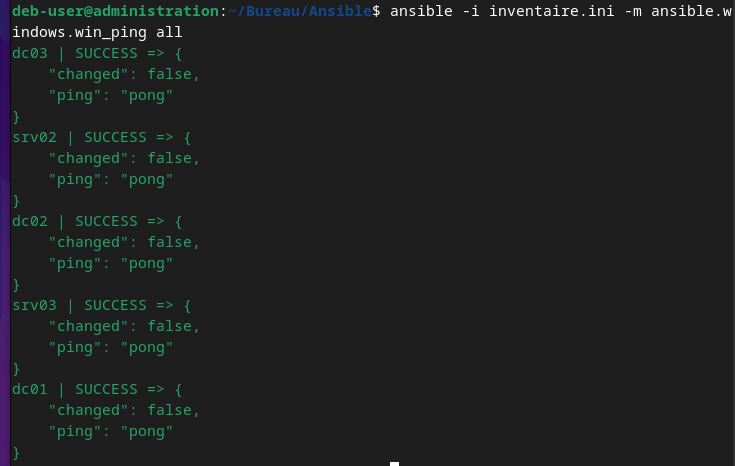 deb-user@administration:~/Bureau/Ansible$ ansible -i inventaire.ini -m ansible.w
indows.win_ping all
dc03 | SUCCESS => {
    "changed": false,
    "ping": "pong"
}
srv02 | SUCCESS => {
    "changed": false,
    "ping": "pong"
}
dc02 | SUCCESS => {
    "changed": false,
    "ping": "pong"
}
srv03 | SUCCESS => {
    "changed": false,
    "ping": "pong"
}
dc01 | SUCCESS => {
    "changed": false,
    "ping": "pong"
}